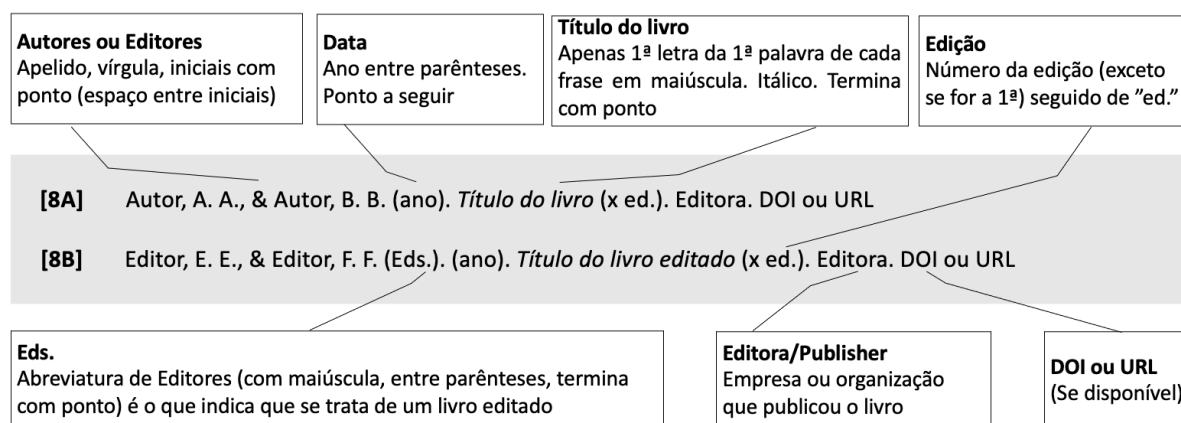 Autores ou Editores
Apelido, vírgula, iniciais com
ponto (espaço entre iniciais)
Data
Ano entre parênteses.
Ponto a seguir
Título do livro
Apenas 1ª letra da 1ª palavra de cada
frase em maiúscula. Itálico. Termina
com ponto
Edição
Número da edição (exceto
se for a 1ª) seguido de ”ed.”
[8A] Autor, A. A., & Autor, B. B. (ano). Título do livro (x ed.). Editora. DOI ou URL
[8B] Editor, E. E., & Editor, F. F. (Eds.). (ano). Título do livro editado (x ed.). Editora. DOI ou URL
Eds.
Abreviatura de Editores (com maiúscula, entre parênteses, termina
com ponto) é o que indica que se trata de um livro editado
Editora/Publisher
Empresa ou organização
que publicou o livro
DOI ou URL
(Se disponível)